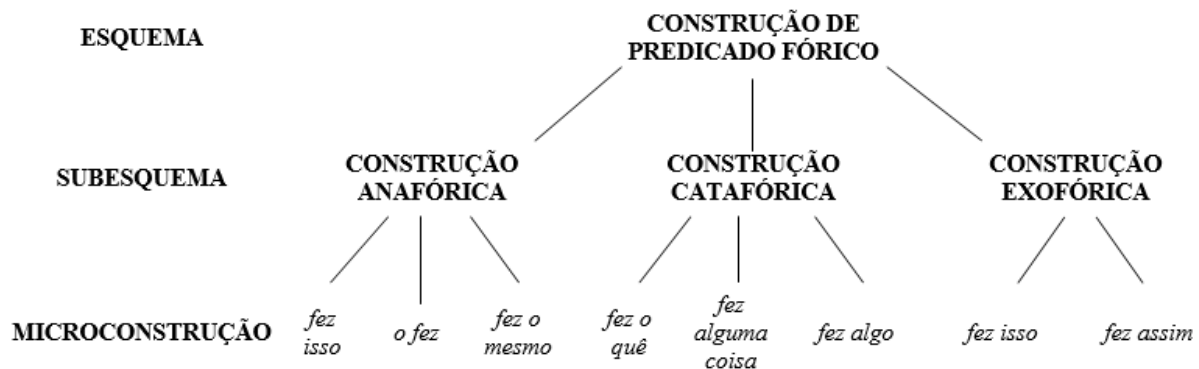 ESQUEMA
CONSTRUÇÃO DE
PREDICADO FÓRICO
SUBESQUEMA
CONSTRUÇÃO
ANAFÓRICA
CONSTRUÇÃO
CATAFÓRICA
CONSTRUÇÃO
EXOFÓRICA
MICROCONSTRUÇÃO
fez
isso
o fez
fez o
mesmo
fez o
quê
fez
alguma
coisa
fez algo
fez isso
fez assim